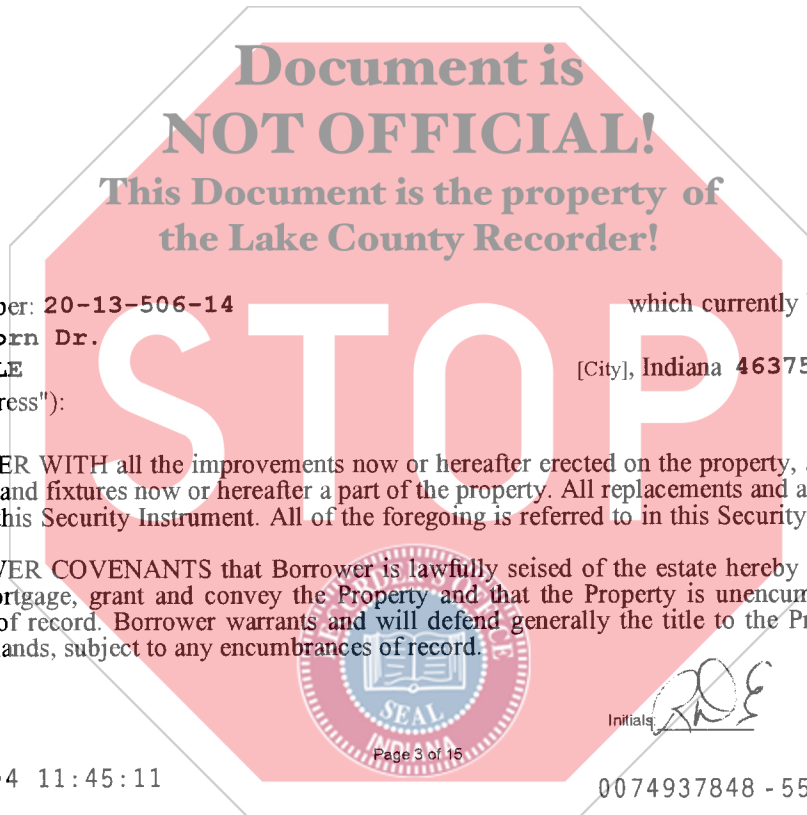 Document is
NOT OFFICIAL!
This Document is the property of
the Lake County Recorder!
STOP
ber: 20-13-506-14 which currently
orn Dr.
LE [City], Indiana 46375
ress"):
ER WITH all the improvements now or hereafter erected on the property,
and fixtures now or hereafter a part of the property. All replacements and a
this Security Instrument. All of the foregoing is referred to in this Security
WER COVENANTS that Borrower is lawfully seised of the estate hereby
ortgage, grant and convey the Property and that the Property is unencum
of record. Borrower warrants and will defend generally the title to the Pr
ands, subject to any encumbrances of record.
SEAL
INDIANA
Initials:
Page 3 of 15
4 11:45:11 0074937848 - 55